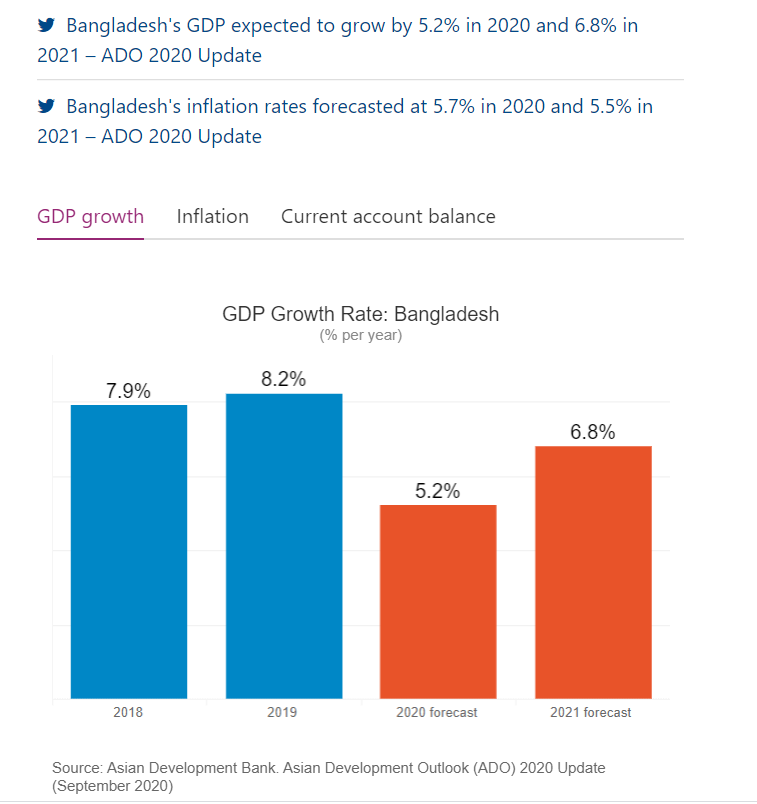 Bangladesh's GDP expected to grow by 5.2% in 2020 and 6.8% in
2021 – ADO 2020 Update
Bangladesh's inflation rates forecasted at 5.7% in 2020 and 5.5% in
2021 – ADO 2020 Update
GDP growth Inflation Current account balance
GDP Growth Rate: Bangladesh
(% per year)
7.9% 8.2% 5.2% 6.8%
2018 2019 2020 forecast 2021 forecast
Source: Asian Development Bank. Asian Development Outlook (ADO) 2020 Update
(September 2020)